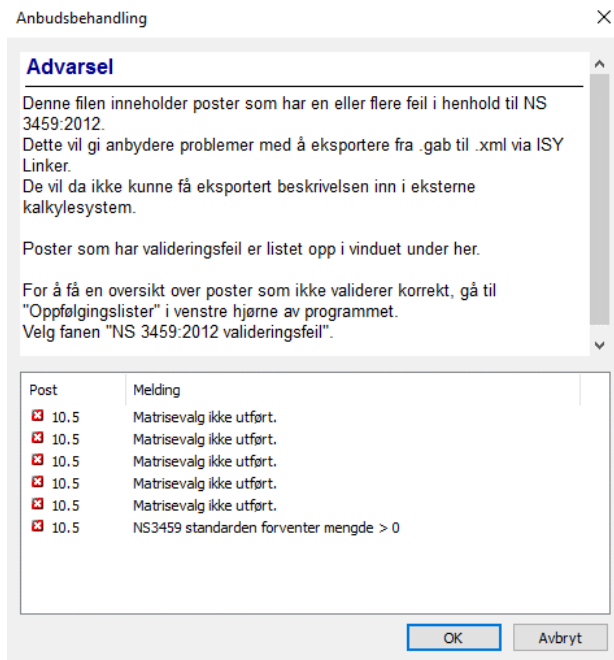 Anbudsbehandling
Advarsel
Denne filen inneholder poster som har en eller flere feil i henhold til NS
3459:2012.
Dette vil gi anbydere problemer med å eksportere fra .gab til .xml via ISY
Linker.
De vil da ikke kunne få eksportert beskrivelsen inn i eksterne
kalkylesystem.
Poster som har valideringsfeil er listet opp i vinduet under her.
For å få en oversikt over poster som ikke validerer korrekt, gå til
"Oppfølgingslister" i venstre hjørne av programmet.
Velg fanen "NS 3459:2012 valideringsfeil".
Post Melding
10.5 Matrisevalg ikke utført.
10.5 Matrisevalg ikke utført.
10.5 Matrisevalg ikke utført.
10.5 Matrisevalg ikke utført.
10.5 Matrisevalg ikke utført.
10.5 NS3459 standarden forventer mengde > 0
OK Avbryt